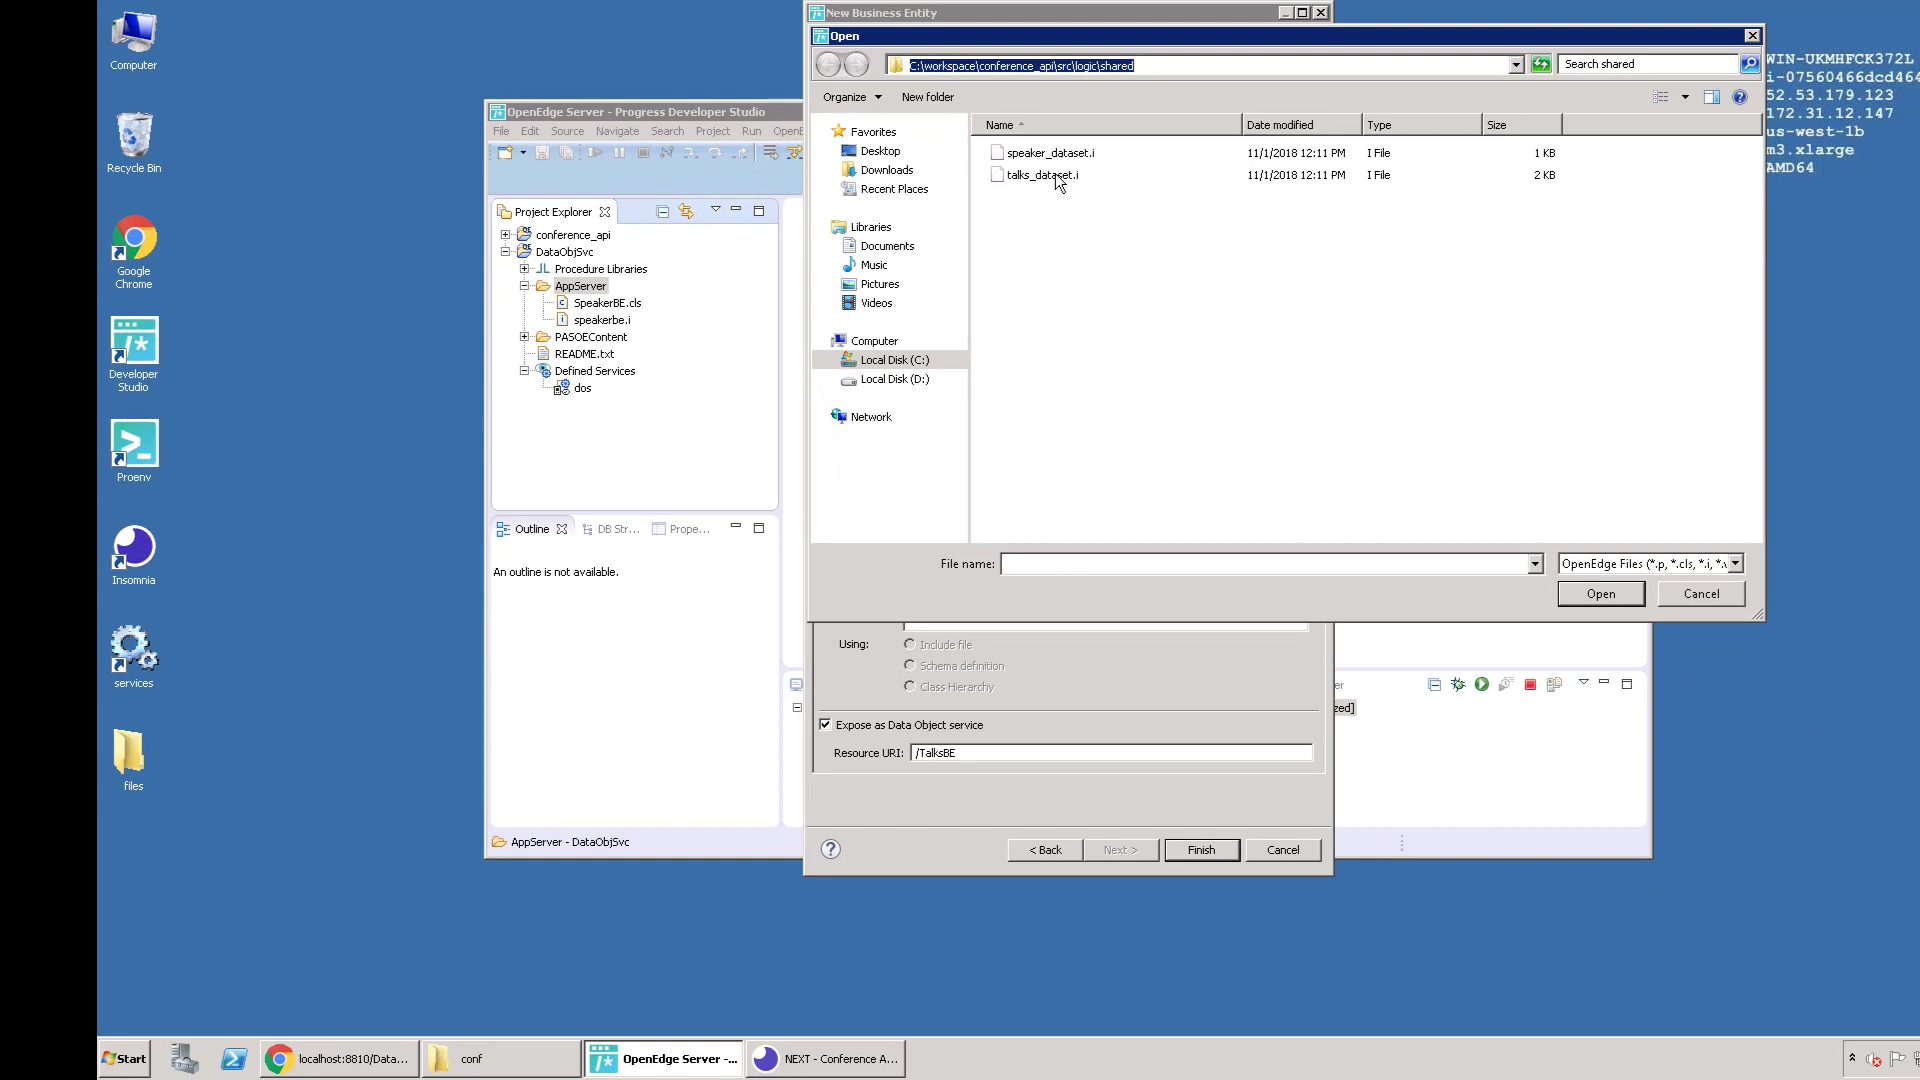 Computer
Recycle Bin
Google
Chrome
Developer
Studio
Proenv
Insomnia
services
files
WIN-UKMHFCK372L
i-07560466dcd464
52.53.179.123
172.31.12.147
us-west-1b
m3.xlarge
AMD64
New Business Entity
Open
C:\workspace\conference_api\src\logic\shared
Search shared
Organize
New folder
Favorites
Desktop
Downloads
Recent Places
Libraries
Documents
Music
Pictures
Videos
Computer
Local Disk (C:)
Local Disk (D:)
Network
Name Date modified Type Size
speaker_dataset.i 11/1/2018 12:11 PM I File 1 KB
talks_dataset.i 11/1/2018 12:11 PM I File 2 KB
File name:
OpenEdge Files (*.p, *.cls, *.i, *.
Open Cancel
OpenEdge Server - Progress Developer Studio
File Edit Source Navigate Search Project Run OpenE
Project Explorer
conference_api
DataObjSvc
Procedure Libraries
AppServer
SpeakerBE.cls
speakerbe.i
PASOEContent
README.txt
Defined Services
dos
Outline DB Str... Prope...
An outline is not available.
AppServer - DataObjSvc
Using: Include file
Schema definition
Class Hierarchy
Expose as Data Object service
Resource URI: /TalksBE
< Back Next > Finish Cancel
er
zed]
Start localhost:8810/Data... conf OpenEdge Server -... NEXT - Conference A...